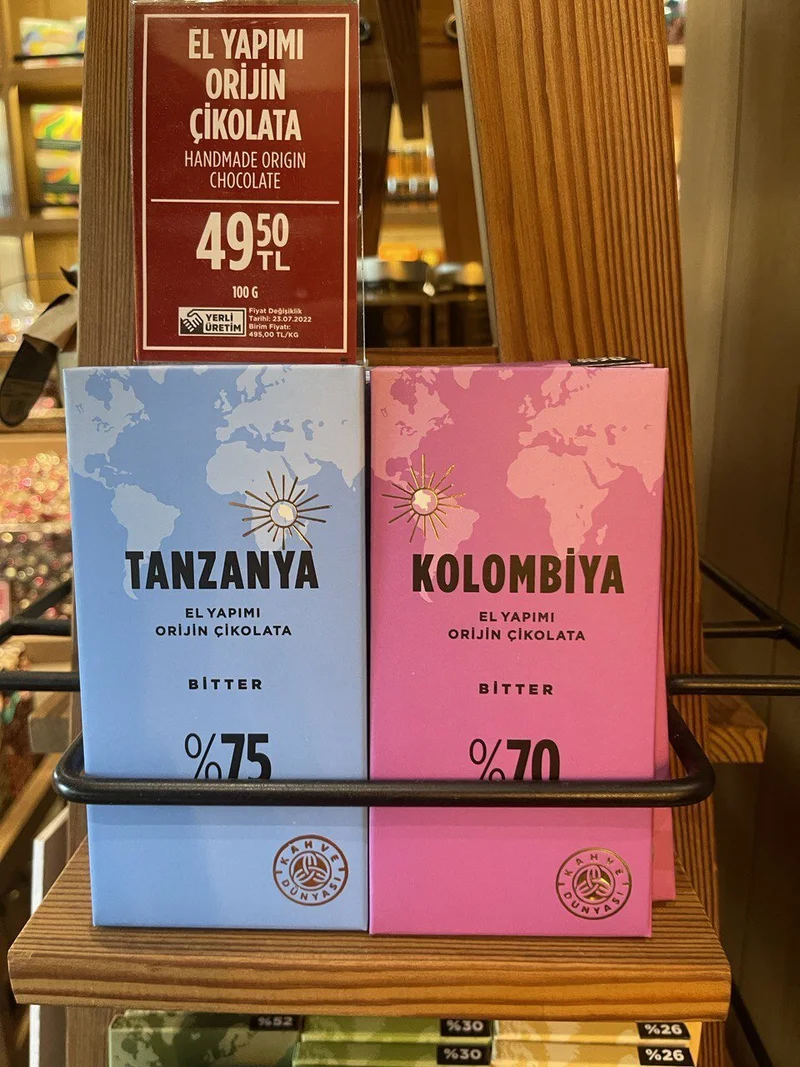 EL YAPIMI
ORİJİN
ÇİKOLATA
HANDMADE ORIGIN
CHOCOLATE
49,50
TL
100 G
YERLİ
ÜRETİM
Fiyat Değişiklik
Tarihi: 23.07.2022
Birim Fiyatı:
495,00 TL/KG
TANZANYA
EL YAPIMI
ORİJİN ÇİKOLATA
BİTTER
%75
KAHVE DÜNYASI
KOLOMBİYA
EL YAPIMI
ORİJİN ÇİKOLATA
BİTTER
%70
KAHVE DÜNYASI
%52
%30
%26
%30
%26